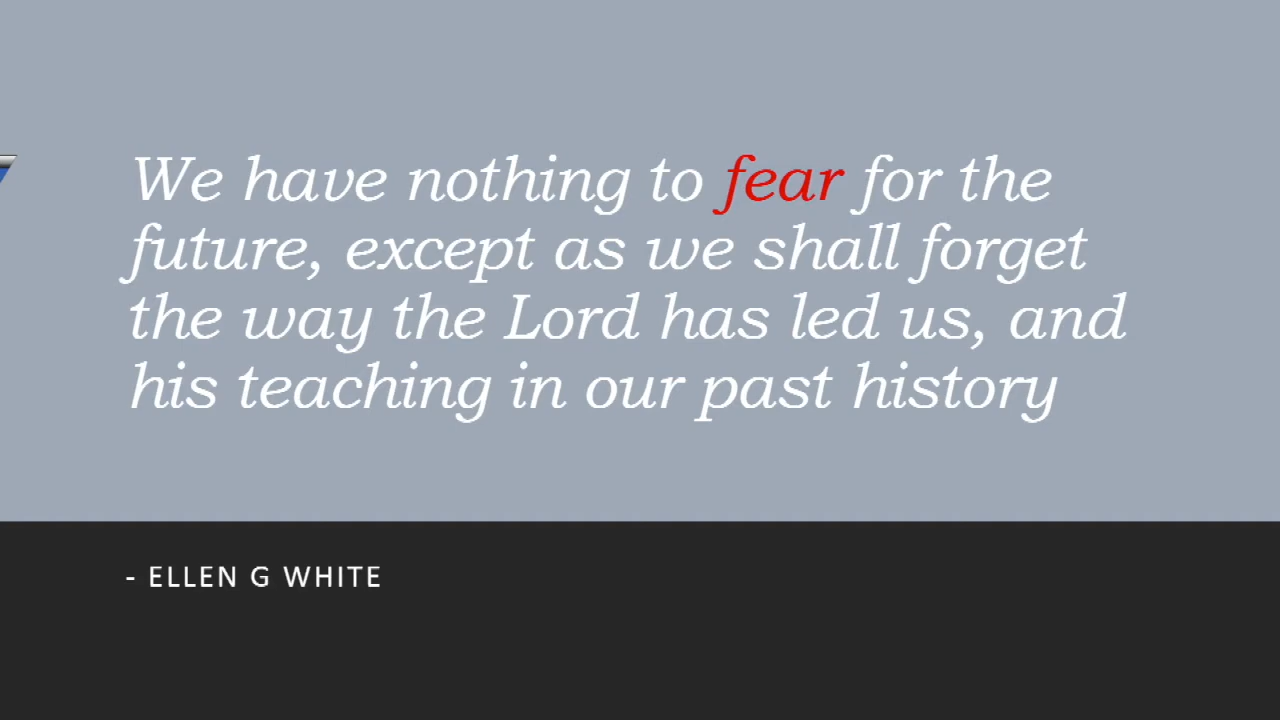 We have nothing to fear for the
future, except as we shall forget
the way the Lord has led us, and
his teaching in our past history
- ELLEN G WHITE